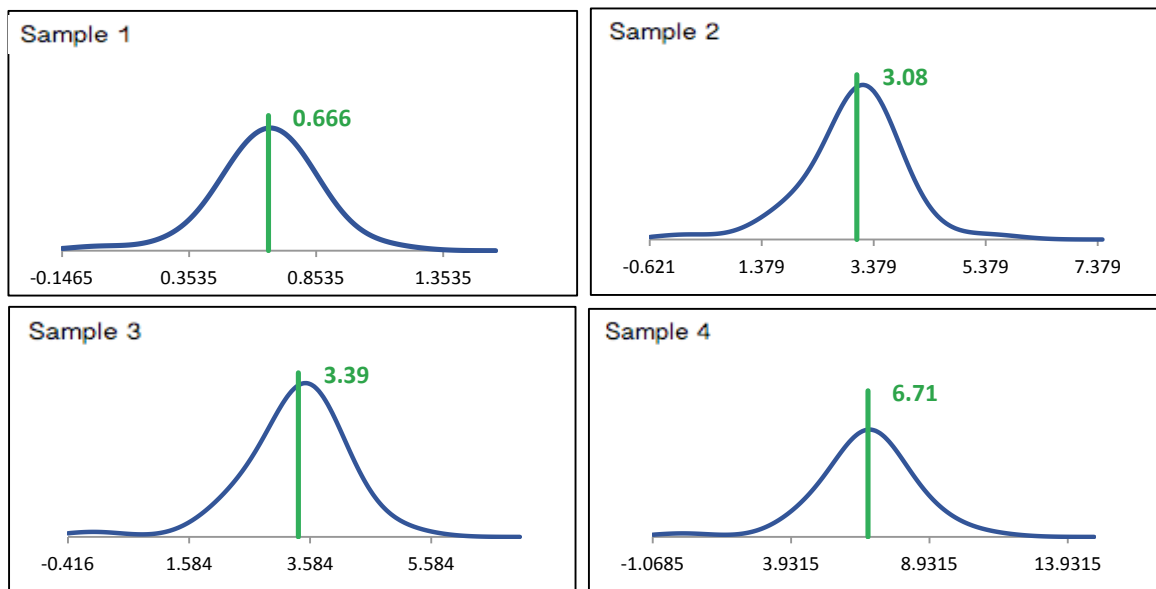 Sample 1
0.666
-0.1465 0.3535 0.8535 1.3535
Sample 2
3.08
-0.621 1.379 3.379 5.379 7.379
Sample 3
3.39
-0.416 1.584 3.584 5.584
Sample 4
6.71
-1.0685 3.9315 8.9315 13.9315